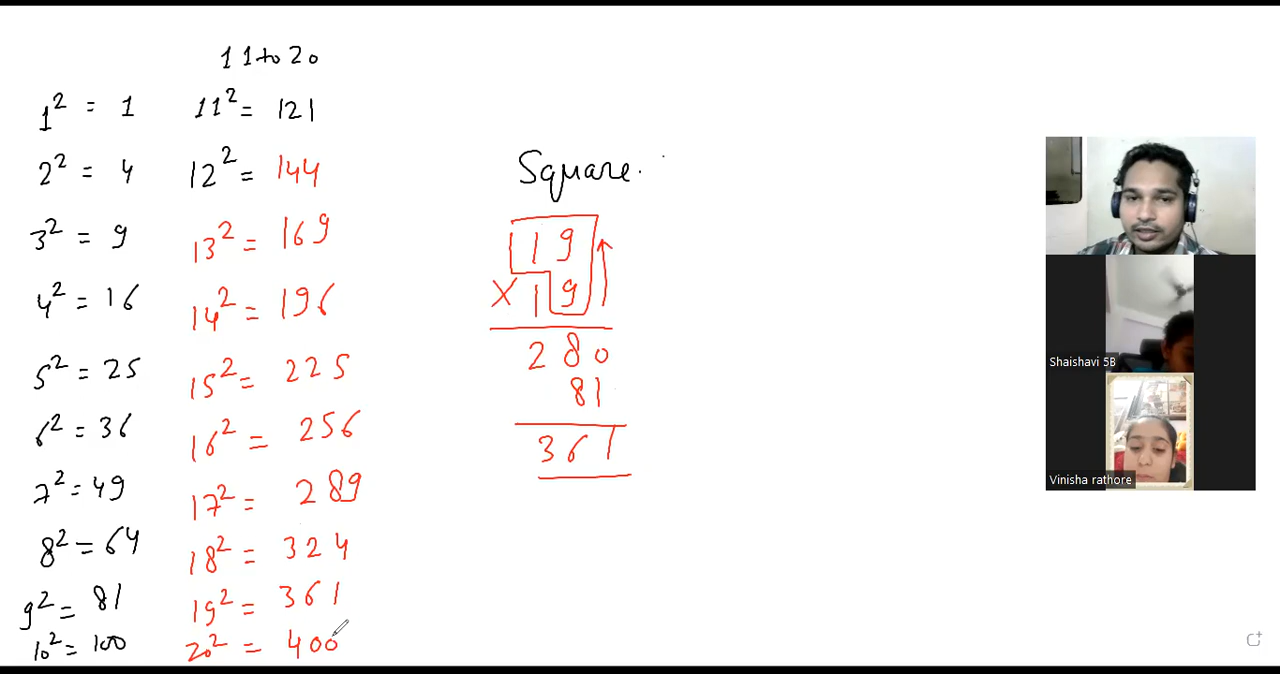 11 to 20
1² = 1
2² = 4
3² = 9
4² = 16
5² = 25
6² = 36
7² = 49
8² = 64
9² = 81
10² = 100
11² = 121
12² = 144
13² = 169
14² = 196
15² = 225
16² = 256
17² = 289
18² = 324
19² = 361
20² = 400
Square.
19
X 19
280
81
361
Shaishavi 5B
Vinisha rathore